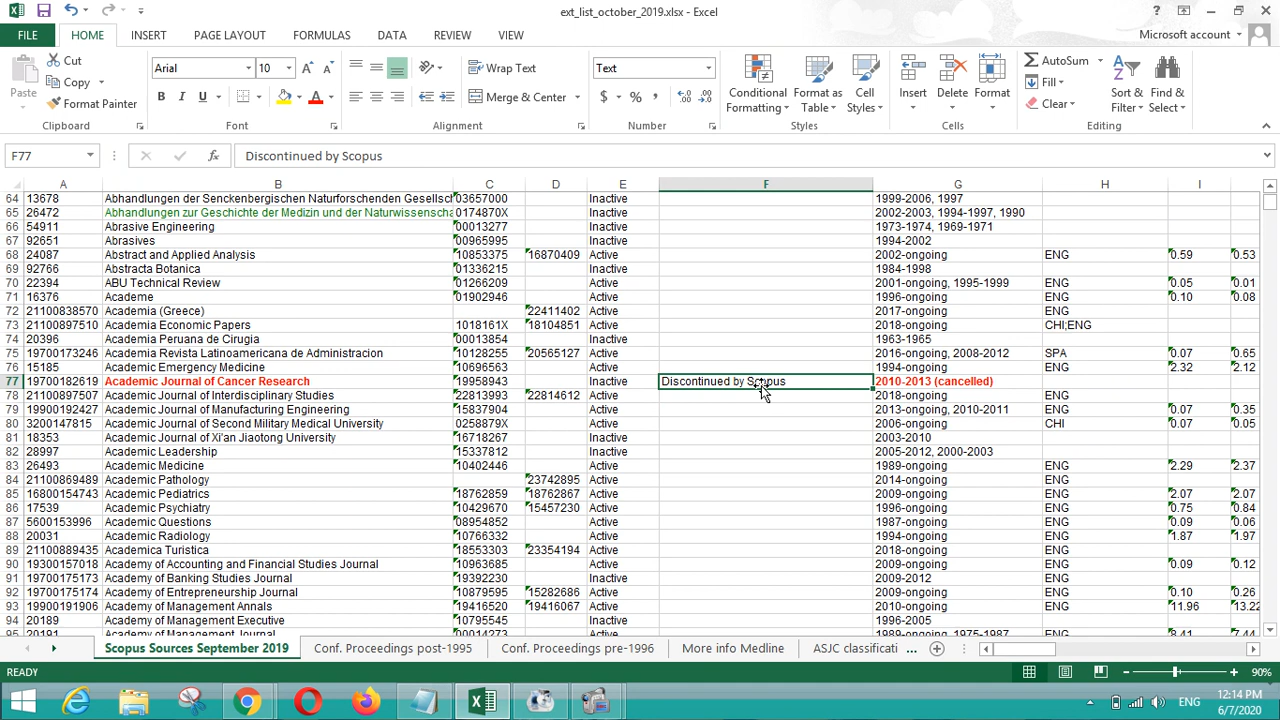 ext_list_october_2019.xlsx - Excel
FILE HOME INSERT PAGE LAYOUT FORMULAS DATA REVIEW VIEW Microsoft account
Cut
Copy
Format Painter
Paste
Clipboard
Arial 10
B I U
Font
Wrap Text
Merge & Center
Alignment
Text
$ % ,
Number
Conditional Formatting
Format as Table
Cell Styles
Styles
Insert Delete Format
Cells
AutoSum
Fill
Clear
Sort & Filter
Find & Select
Editing
F77 fx Discontinued by Scopus
A B C D E F G H I
64 13678 Abhandlungen der Senckenbergischen Naturforschenden Gesellsc 03657000 Inactive 1999-2006, 1997
65 26472 Abhandlungen zur Geschichte der Medizin und der Naturwissenscha 0174870X Inactive 2002-2003, 1994-1997, 1990
66 54911 Abrasive Engineering 00013277 Inactive 1973-1974, 1969-1971
67 92651 Abrasives 00965995 Inactive 1994-2002
68 24087 Abstract and Applied Analysis 10853375 16870409 Active 2002-ongoing ENG 0.59 0.53
69 92766 Abstracta Botanica 01336215 Inactive 1984-1998
70 22394 ABU Technical Review 01266209 Active 2001-ongoing, 1995-1999 ENG 0.05 0.01
71 16376 Academe 01902946 Active 1996-ongoing ENG 0.10 0.08
72 21100838570 Academia (Greece) 22411402 Active 2017-ongoing ENG
73 21100897510 Academia Economic Papers 1018161X 18104851 Active 2018-ongoing CHI;ENG
74 20396 Academia Peruana de Cirugia 00013854 Inactive 1963-1965
75 19700173246 Academia Revista Latinoamericana de Administracion 10128255 20565127 Active 2016-ongoing, 2008-2012 SPA 0.07 0.65
76 15185 Academic Emergency Medicine 10696563 Active 1994-ongoing ENG 2.32 2.12
77 19700182619 Academic Journal of Cancer Research 19958943 Inactive Discontinued by Scopus 2010-2013 (cancelled)
78 21100897507 Academic Journal of Interdisciplinary Studies 22813993 22814612 Active 2018-ongoing ENG
79 19900192427 Academic Journal of Manufacturing Engineering 15837904 Active 2013-ongoing, 2010-2011 ENG 0.07 0.35
80 3200147815 Academic Journal of Second Military Medical University 0258879X Active 2006-ongoing CHI 0.07 0.05
81 18353 Academic Journal of Xi'an Jiaotong University 16718267 Inactive 2003-2010
82 28997 Academic Leadership 15337812 Inactive 2005-2012, 2000-2003
83 26493 Academic Medicine 10402446 Active 1989-ongoing ENG 2.29 2.37
84 21100869489 Academic Pathology 23742895 Active 2014-ongoing ENG
85 16800154743 Academic Pediatrics 18762859 18762867 Active 2009-ongoing ENG 2.07 2.07
86 17539 Academic Psychiatry 10429670 15457230 Active 1996-ongoing ENG 0.75 0.84
87 5600153996 Academic Questions 08954852 Active 1987-ongoing ENG 0.09 0.06
88 20031 Academic Radiology 10766332 Active 1994-ongoing ENG 1.87 1.97
89 21100889435 Academica Turistica 18553303 23354194 Active 2018-ongoing ENG
90 19300157018 Academy of Accounting and Financial Studies Journal 10963685 Active 2009-ongoing ENG 0.09 0.12
91 19700175173 Academy of Banking Studies Journal 19392230 Inactive 2009-2012
92 19700175174 Academy of Entrepreneurship Journal 10879595 15282686 Active 2009-ongoing ENG 0.10 0.26
93 19900191906 Academy of Management Annals 19416520 19416067 Active 2010-ongoing ENG 11.96 13.22
94 20189 Academy of Management Executive 10795545 Inactive 1996-2005
95 20191 Academy of Management Journal 00014273 Active 1989-ongoing, 1975-1987 ENG 8.41 7.44
Scopus Sources September 2019 Conf. Proceedings post-1995 Conf. Proceedings pre-1996 More info Medline ASJC classificati ...
READY 90%
ENG 12:14 PM
6/7/2020